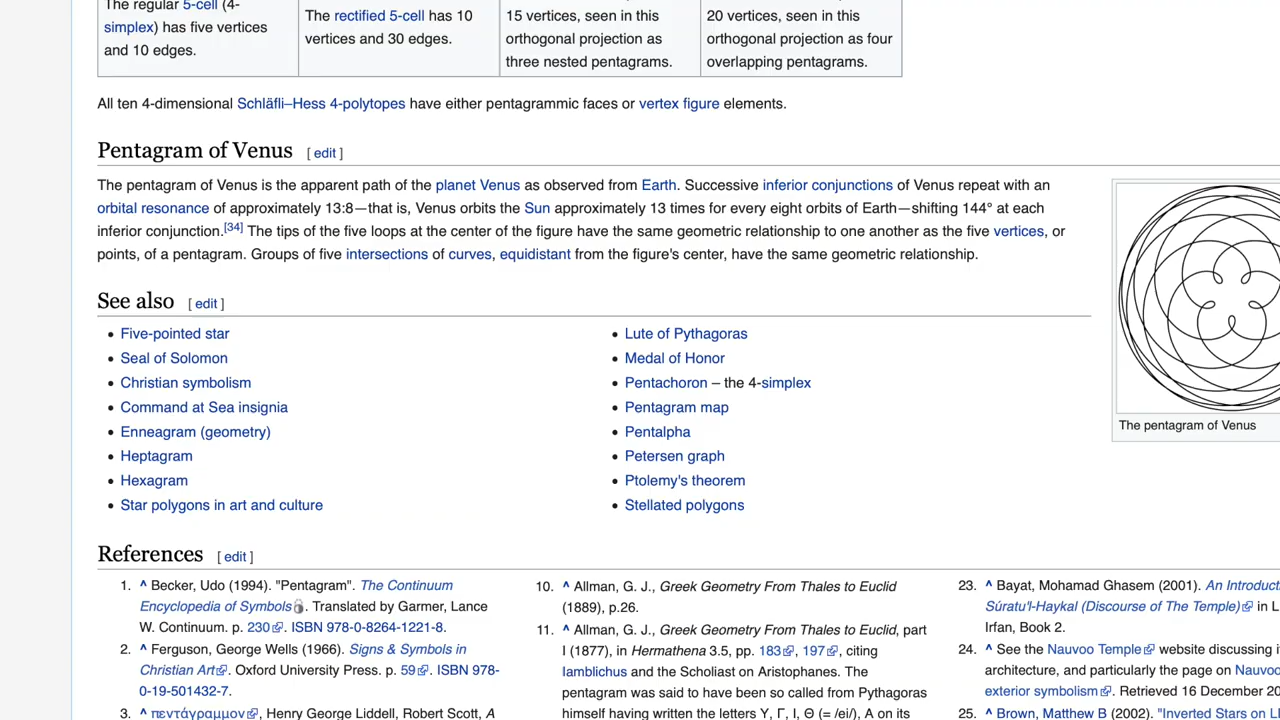 The regular 5-cell (4-
simplex) has five vertices
and 10 edges.
The rectified 5-cell has 10
vertices and 30 edges.
15 vertices, seen in this
orthogonal projection as
three nested pentagrams.
20 vertices, seen in this
orthogonal projection as four
overlapping pentagrams.
All ten 4-dimensional Schläfli–Hess 4-polytopes have either pentagrammic faces or vertex figure elements.
Pentagram of Venus [ edit ]
The pentagram of Venus is the apparent path of the planet Venus as observed from Earth. Successive inferior conjunctions of Venus repeat with an
orbital resonance of approximately 13:8—that is, Venus orbits the Sun approximately 13 times for every eight orbits of Earth—shifting 144° at each
inferior conjunction.[34] The tips of the five loops at the center of the figure have the same geometric relationship to one another as the five vertices, or
points, of a pentagram. Groups of five intersections of curves, equidistant from the figure's center, have the same geometric relationship.
The pentagram of Venus
See also [ edit ]
• Five-pointed star
• Seal of Solomon
• Christian symbolism
• Command at Sea insignia
• Enneagram (geometry)
• Heptagram
• Hexagram
• Star polygons in art and culture
• Lute of Pythagoras
• Medal of Honor
• Pentachoron – the 4-simplex
• Pentagram map
• Pentalpha
• Petersen graph
• Ptolemy's theorem
• Stellated polygons
References [ edit ]
1. ^ Becker, Udo (1994). "Pentagram". The Continuum
Encyclopedia of Symbols. Translated by Garmer, Lance
W. Continuum. p. 230. ISBN 978-0-8264-1221-8.
2. ^ Ferguson, George Wells (1966). Signs & Symbols in
Christian Art. Oxford University Press. p. 59. ISBN 978-
0-19-501432-7.
3. ^ πεντάγραμμον, Henry George Liddell, Robert Scott, A
10. ^ Allman, G. J., Greek Geometry From Thales to Euclid
(1889), p.26.
11. ^ Allman, G. J., Greek Geometry From Thales to Euclid, part
I (1877), in Hermathena 3.5, pp. 183, 197, citing
Iamblichus and the Scholiast on Aristophanes. The
pentagram was said to have been so called from Pythagoras
himself having written the letters Υ, Γ, Ι, Θ (= /ei/), Α on its
23. ^ Bayat, Mohamad Ghasem (2001). An Introduct
Súratu'l-Haykal (Discourse of The Temple) in L
Irfan, Book 2.
24. ^ See the Nauvoo Temple website discussing i
architecture, and particularly the page on Nauvoo
exterior symbolism. Retrieved 16 December 20
25. ^ Brown, Matthew B (2002). "Inverted Stars on L